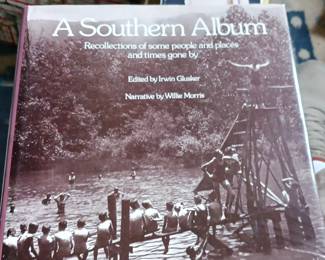 A Southern Album
Recollections of some people and places
and times gone by
Edited by Irwin Glusker
Narrative by Willie Morris